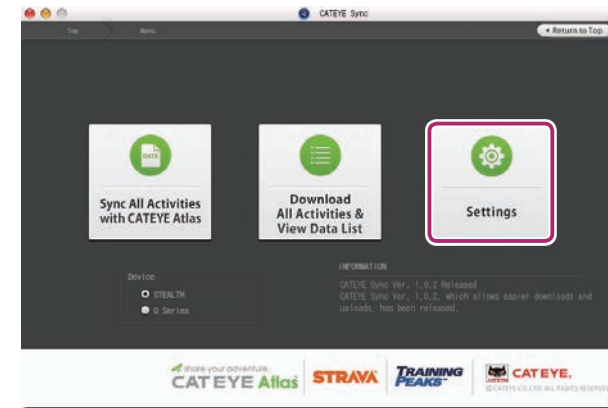 CATEYE Sync
Top
Menu
Return to Top
DATA
Sync All Activities
with CATEYE Atlas
Download
All Activities &
View Data List
Settings
Device
STEALTH
Q Series
INFORMATION
CATEYE Sync Ver. 1.0.2 Released
CATEYE Sync Ver. 1.0.2, which allows easier downloads and
uploads, has been released.
share your adventure.
CATEYE Atlas
STRAVA
TRAINING
PEAKS
CATEYE.
© CATEYE CO.,LTD. ALL RIGHTS RESERVED